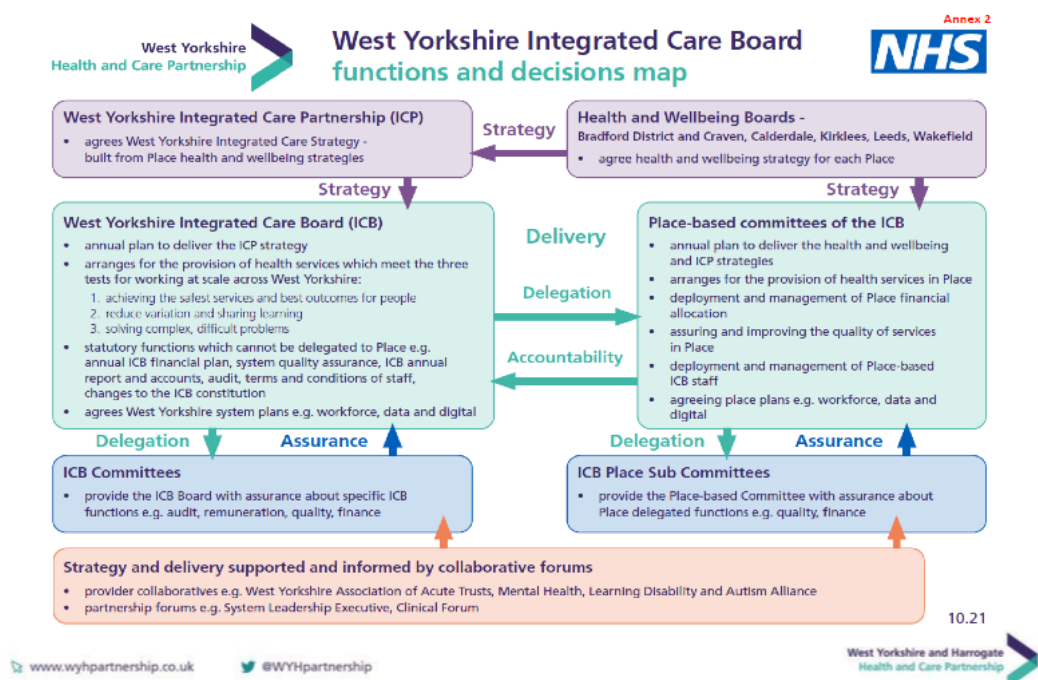 Annex 2
West Yorkshire
Health and Care Partnership
West Yorkshire Integrated Care Board
functions and decisions map
NHS
West Yorkshire Integrated Care Partnership (ICP)
• agrees West Yorkshire Integrated Care Strategy -
built from Place health and wellbeing strategies
Strategy
Health and Wellbeing Boards -
Bradford District and Craven, Calderdale, Kirklees, Leeds, Wakefield
• agree health and wellbeing strategy for each Place
Strategy
Strategy
West Yorkshire Integrated Care Board (ICB)
• annual plan to deliver the ICP strategy
• arranges for the provision of health services which meet the three
tests for working at scale across West Yorkshire:
1. achieving the safest services and best outcomes for people
2. reduce variation and sharing learning
3. solving complex, difficult problems
• statutory functions which cannot be delegated to Place e.g.
annual ICB financial plan, system quality assurance, ICB annual
report and accounts, audit, terms and conditions of staff,
changes to the ICB constitution
• agrees West Yorkshire system plans e.g. workforce, data and digital
Delivery
Delegation
Accountability
Place-based committees of the ICB
• annual plan to deliver the health and wellbeing
and ICP strategies
• arranges for the provision of health services in Place
• deployment and management of Place financial
allocation
• assuring and improving the quality of services
in Place
• deployment and management of Place-based
ICB staff
• agreeing place plans e.g. workforce, data and
digital
Delegation
Assurance
Delegation
Assurance
ICB Committees
• provide the ICB Board with assurance about specific ICB
functions e.g. audit, remuneration, quality, finance
ICB Place Sub Committees
• provide the Place-based Committee with assurance about
Place delegated functions e.g. quality, finance
Strategy and delivery supported and informed by collaborative forums
• provider collaboratives e.g. West Yorkshire Association of Acute Trusts, Mental Health, Learning Disability and Autism Alliance
• partnership forums e.g. System Leadership Executive, Clinical Forum
10.21
www.wyhpartnership.co.uk
@WYHpartnership
West Yorkshire and Harrogate
Health and Care Partnership